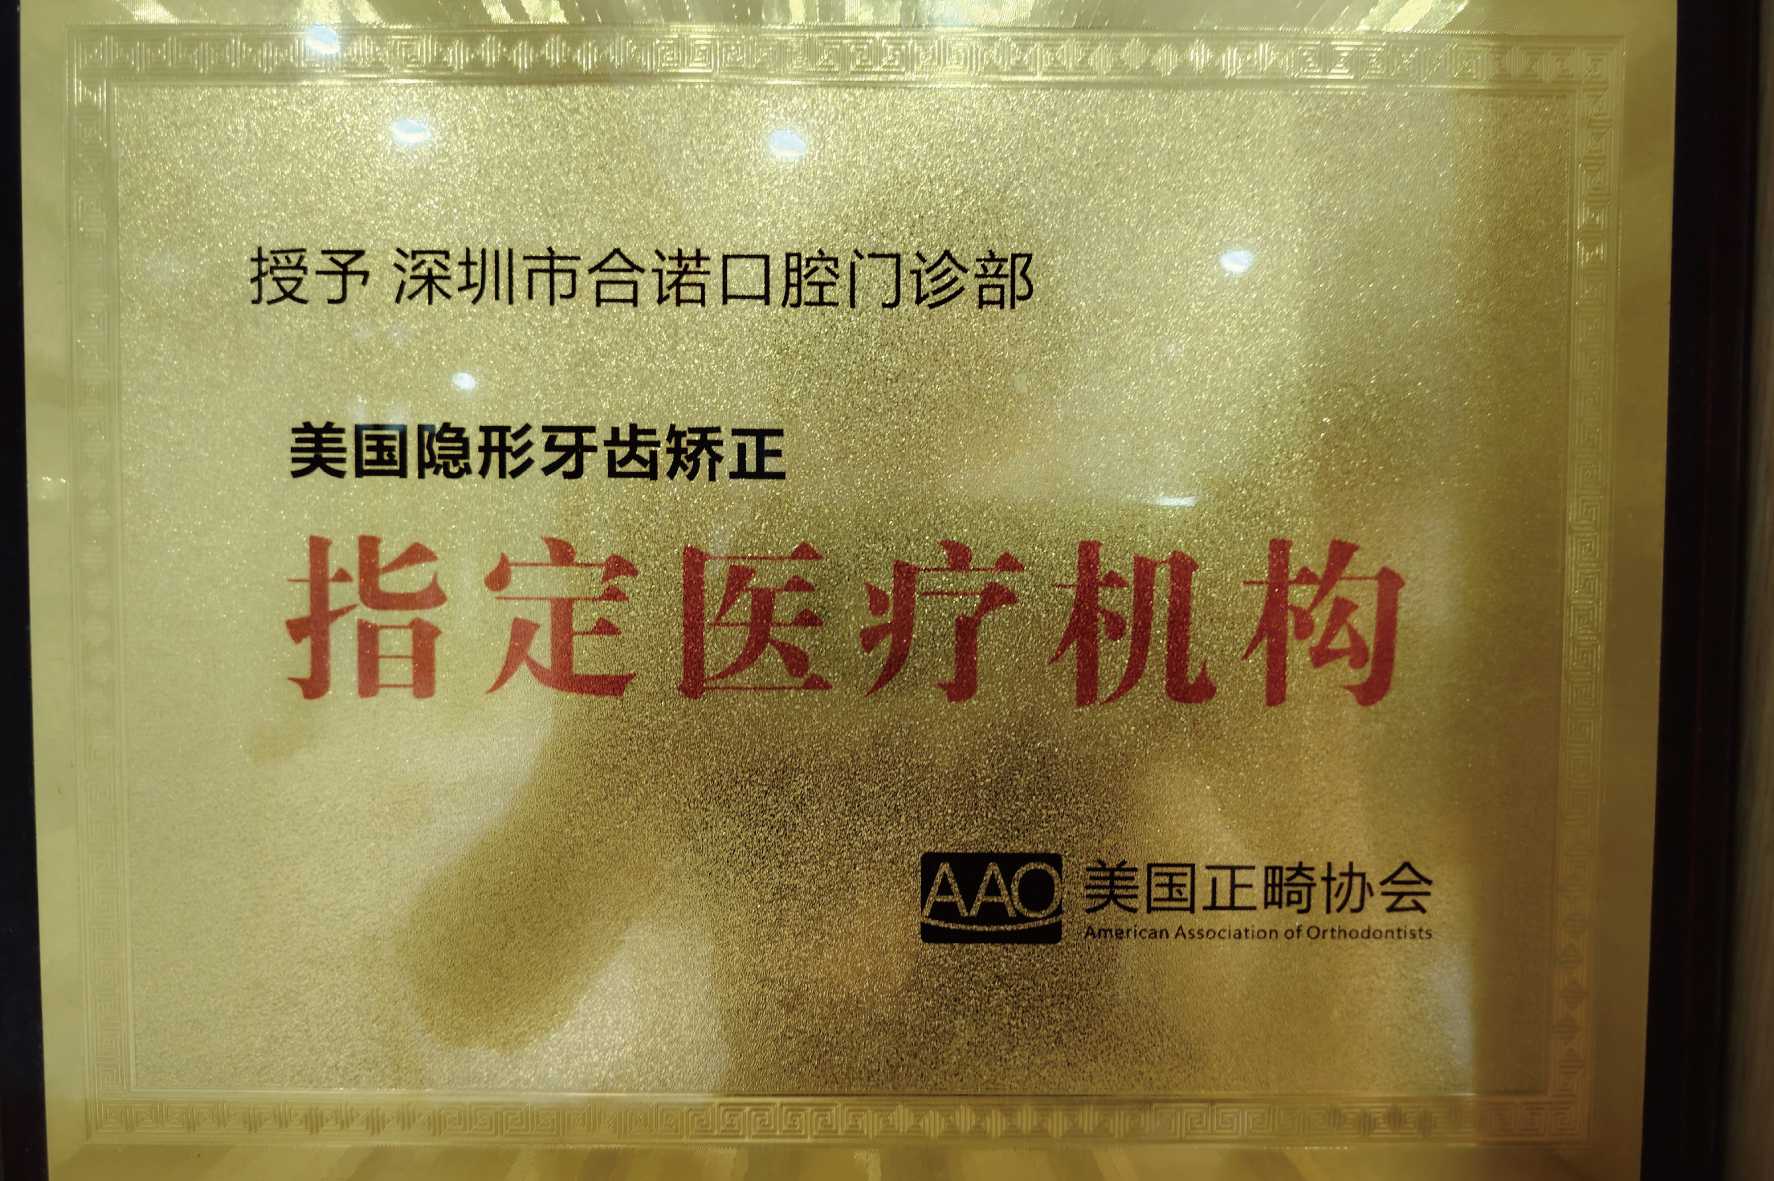 授予 深圳市合诺口腔门诊部
美国隐形牙齿矫正
指定医疗机构
AAO 美国正畸协会
American Association of Orthodontists